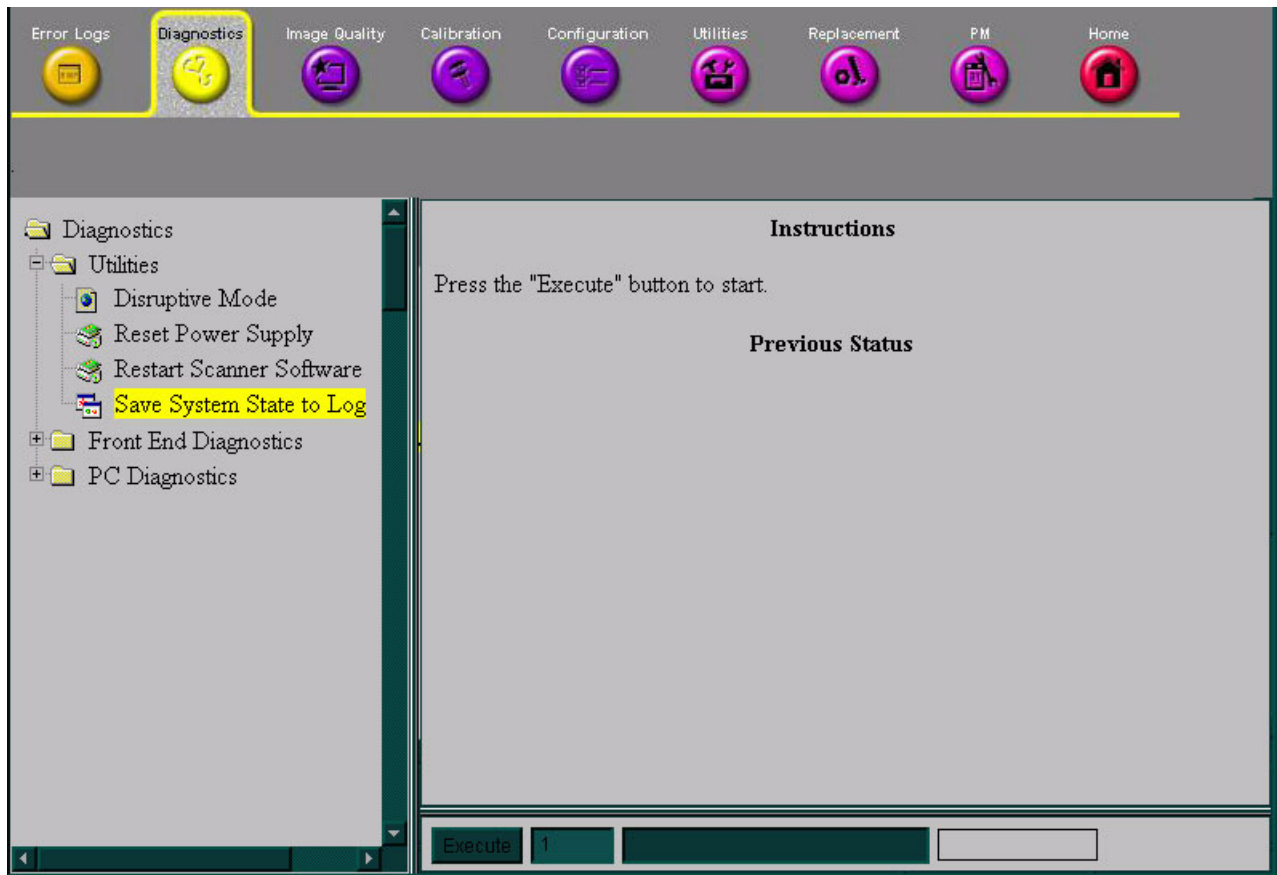 Error Logs
Diagnostics
Image Quality
Calibration
Configuration
Utilities
Replacement
PM
Home
Diagnostics
Utilities
Disruptive Mode
Reset Power Supply
Restart Scanner Software
Save System State to Log
Front End Diagnostics
PC Diagnostics
Instructions
Press the "Execute" button to start.
Previous Status
Execute
1